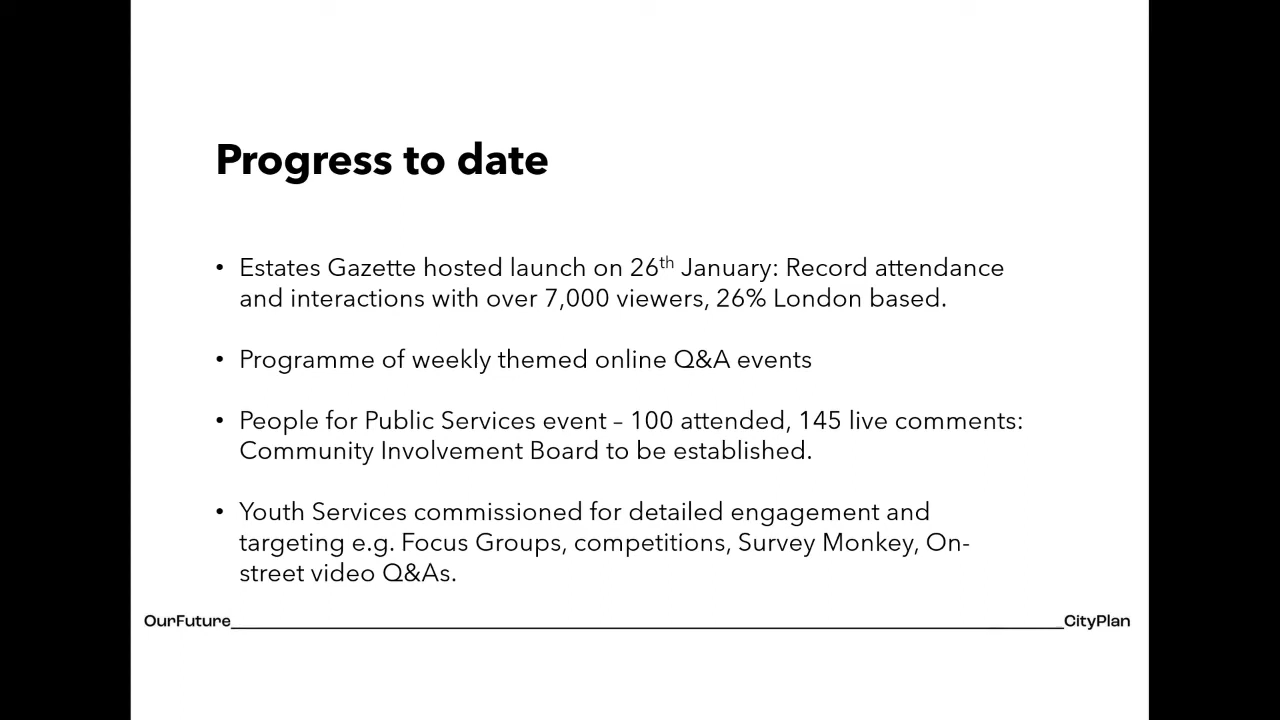 Progress to date
• Estates Gazette hosted launch on 26th January: Record attendance
and interactions with over 7,000 viewers, 26% London based.
• Programme of weekly themed online Q&A events
• People for Public Services event – 100 attended, 145 live comments:
Community Involvement Board to be established.
• Youth Services commissioned for detailed engagement and
targeting e.g. Focus Groups, competitions, Survey Monkey, On-
street video Q&As.
OurFuture CityPlan